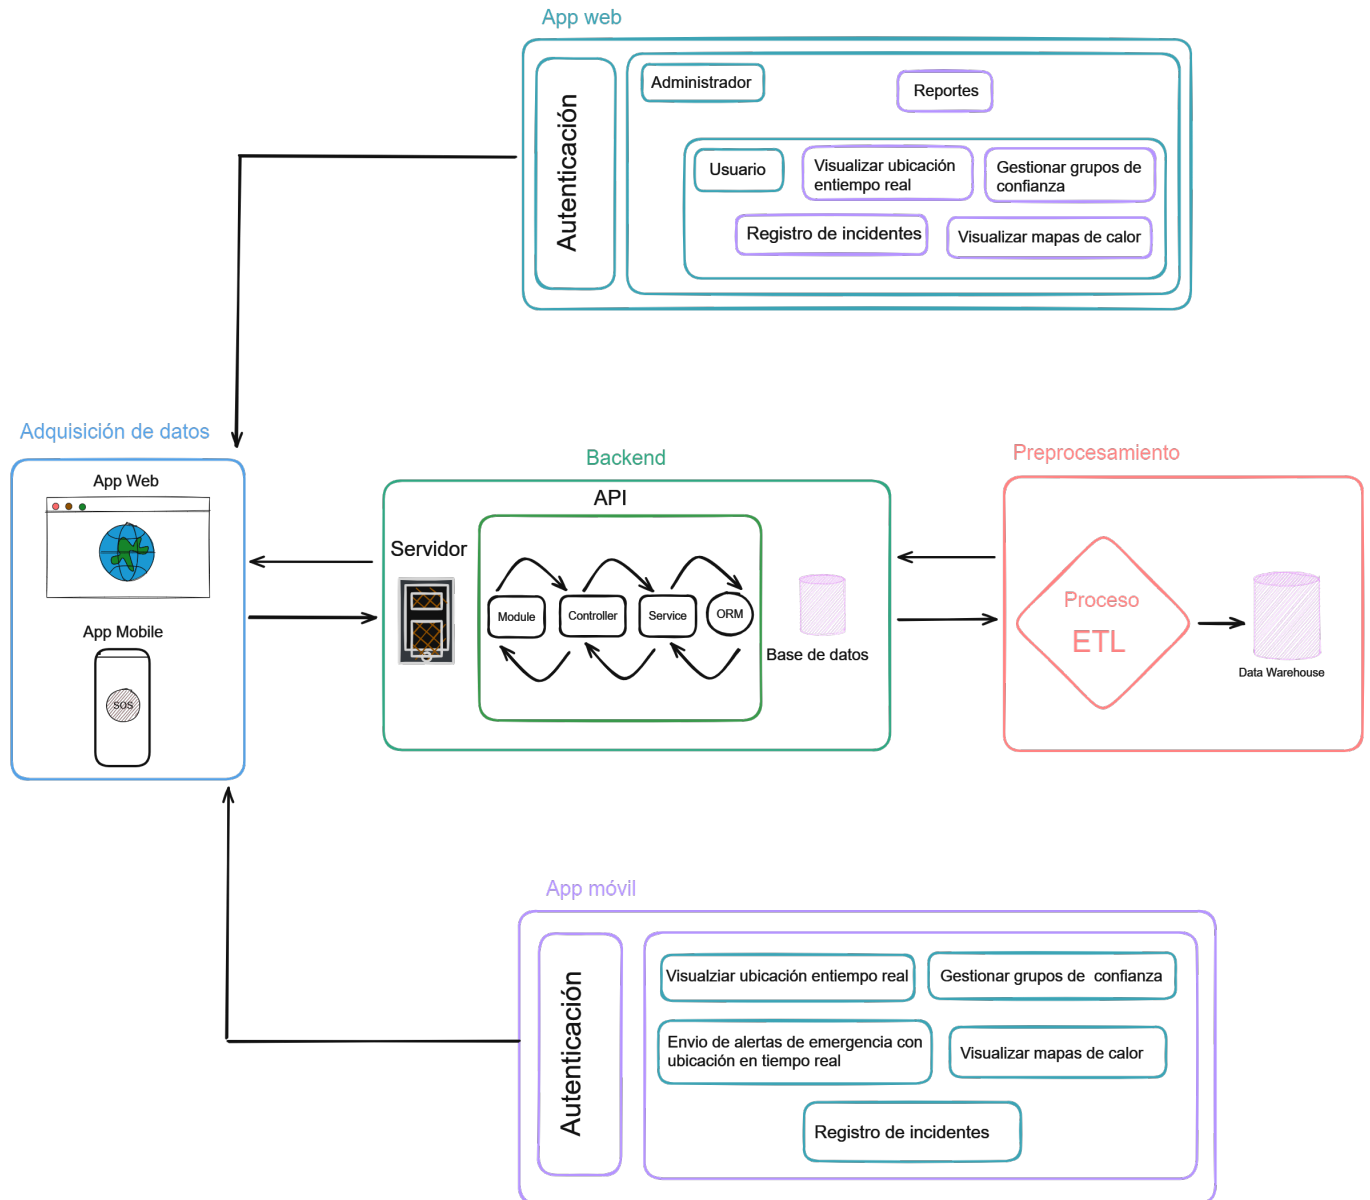 App web
Autenticación
Administrador
Reportes
Usuario
Visualizar ubicación
entiempo real
Gestionar grupos de
confianza
Registro de incidentes
Visualizar mapas de calor
Adquisición de datos
App Web
App Mobile
SOS
Backend
API
Servidor
Module
Controller
Service
ORM
Base de datos
Preprocesamiento
Proceso
ETL
Data Warehouse
App móvil
Autenticación
Visualziar ubicación entiempo real
Gestionar grupos de confianza
Envio de alertas de emergencia con
ubicación en tiempo real
Visualizar mapas de calor
Registro de incidentes